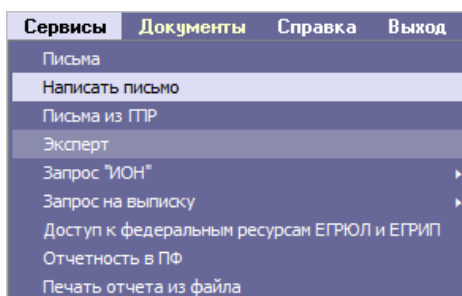 Сервисы Документы Справка Выход
Письма
Написать письмо
Письма из ГПР
Эксперт
Запрос "ИОН"
Запрос на выписку
Доступ к федеральным ресурсам ЕГРЮЛ и ЕГРИП
Отчетность в ПФ
Печать отчета из файла